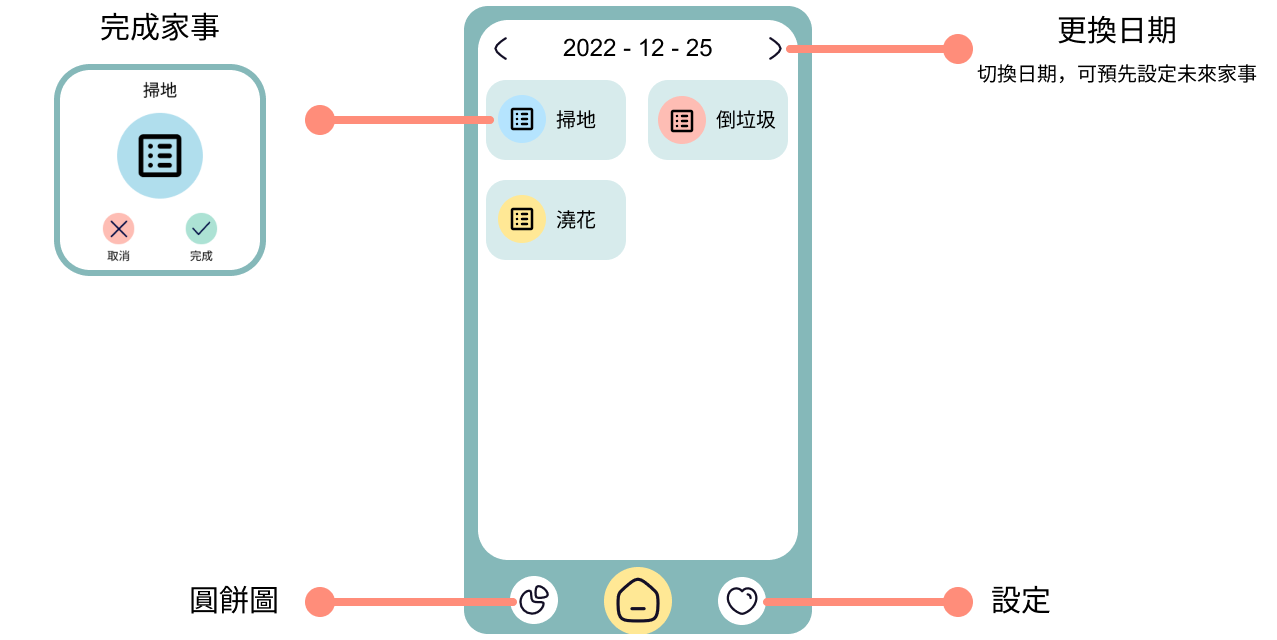 完成家事
掃地
取消
完成
2022 - 12 - 25
掃地
倒垃圾
澆花
更換日期
切換日期，可預先設定未來家事
圓餅圖
設定